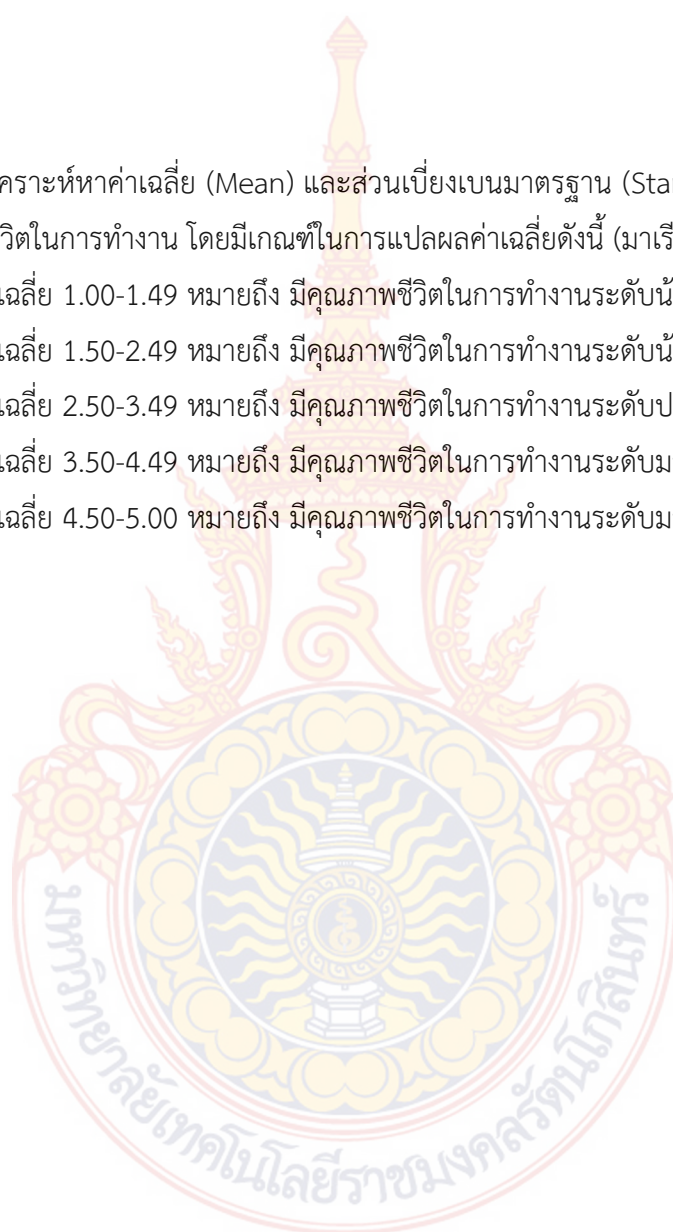 คราะห์หาค่าเฉลี่ย (Mean) และส่วนเบี่ยงเบนมาตรฐาน (Star
วิตในการทำงาน โดยมีเกณฑ์ในการแปลผลค่าเฉลี่ยดังนี้ (มาเรี
เฉลี่ย 1.00-1.49 หมายถึง มีคุณภาพชีวิตในการทำงานระดับน้
เฉลี่ย 1.50-2.49 หมายถึง มีคุณภาพชีวิตในการทำงานระดับน้
เฉลี่ย 2.50-3.49 หมายถึง มีคุณภาพชีวิตในการทำงานระดับป
เฉลี่ย 3.50-4.49 หมายถึง มีคุณภาพชีวิตในการทำงานระดับม
เฉลี่ย 4.50-5.00 หมายถึง มีคุณภาพชีวิตในการทำงานระดับม
มหาวิทยาลัยเทคโนโลยีราชมงคลรัตนโกสินทร์